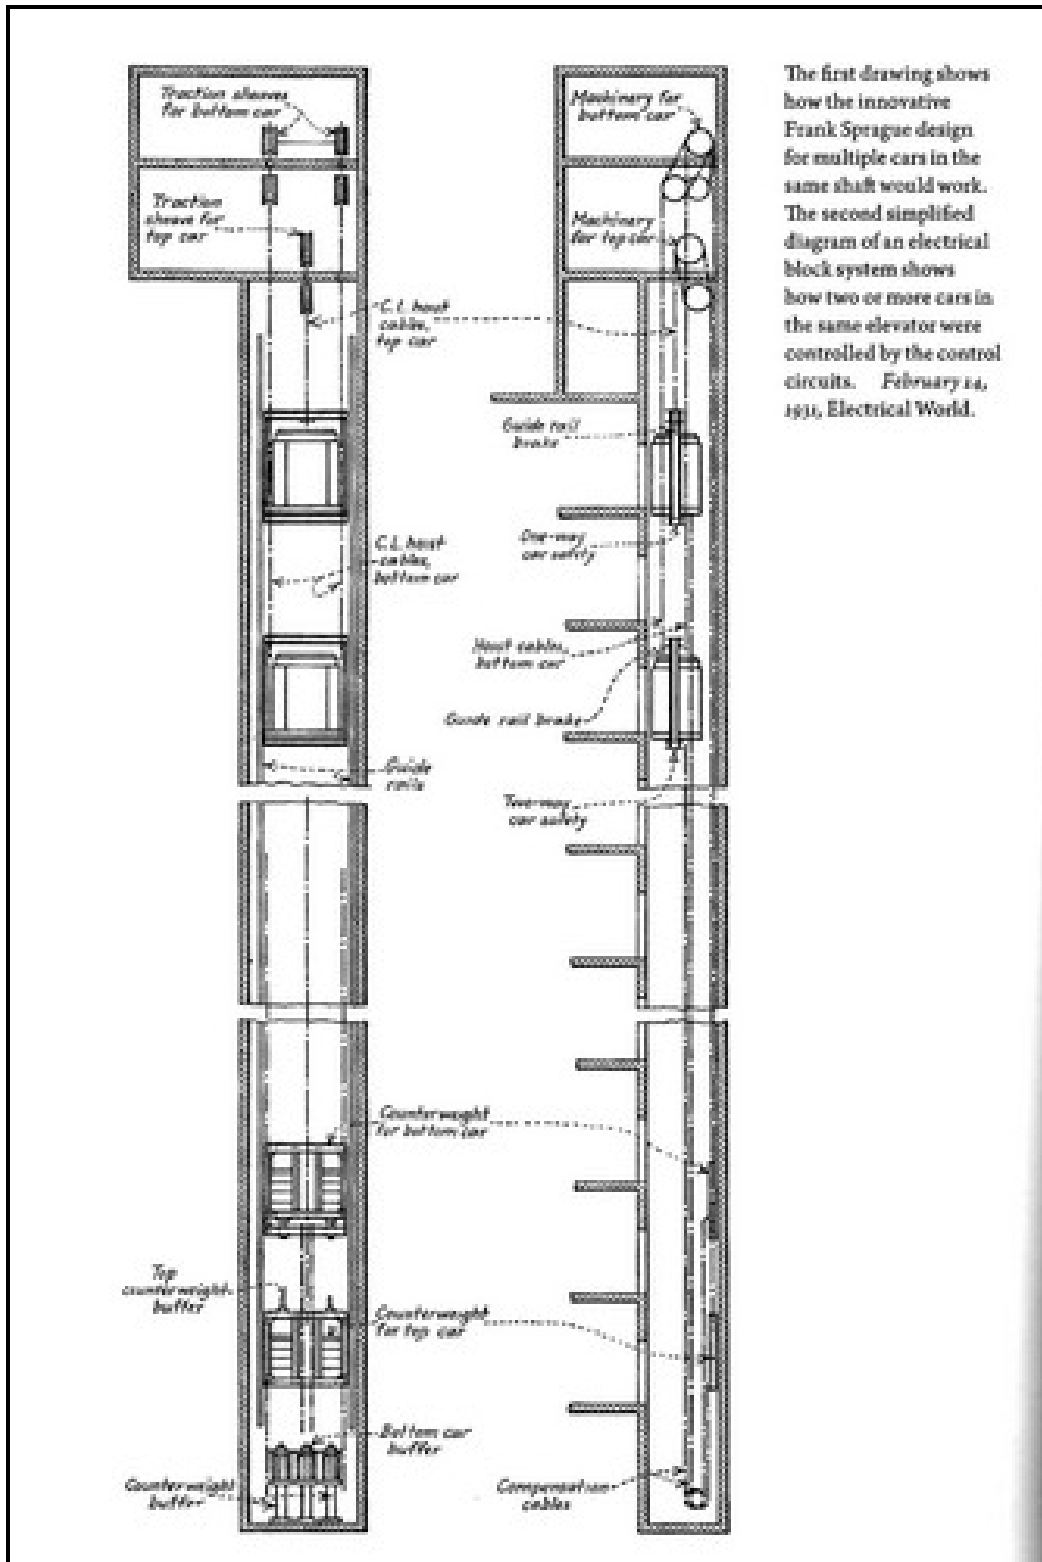 Traction sleeves
for bottom car
Traction
sleeve for
top car
C.L. hoist
cables,
top car
C.L. hoist
cables,
bottom car
Guide
rails
Counterweight
for bottom car
Top
counterweight
buffer
Counterweight
for top car
Bottom car
buffer
Counterweight
buffer
Machinery for
bottom car
Machinery
for top car
Guide rail
brake
One-way
car safety
Hoist cables,
bottom car
Guide rail brake
Two-way
car safety
Compensation
cables
The first drawing shows
how the innovative
Frank Sprague design
for multiple cars in the
same shaft would work.
The second simplified
diagram of an electrical
block system shows
how two or more cars in
the same elevator were
controlled by the control
circuits. February 14,
1931, Electrical World.